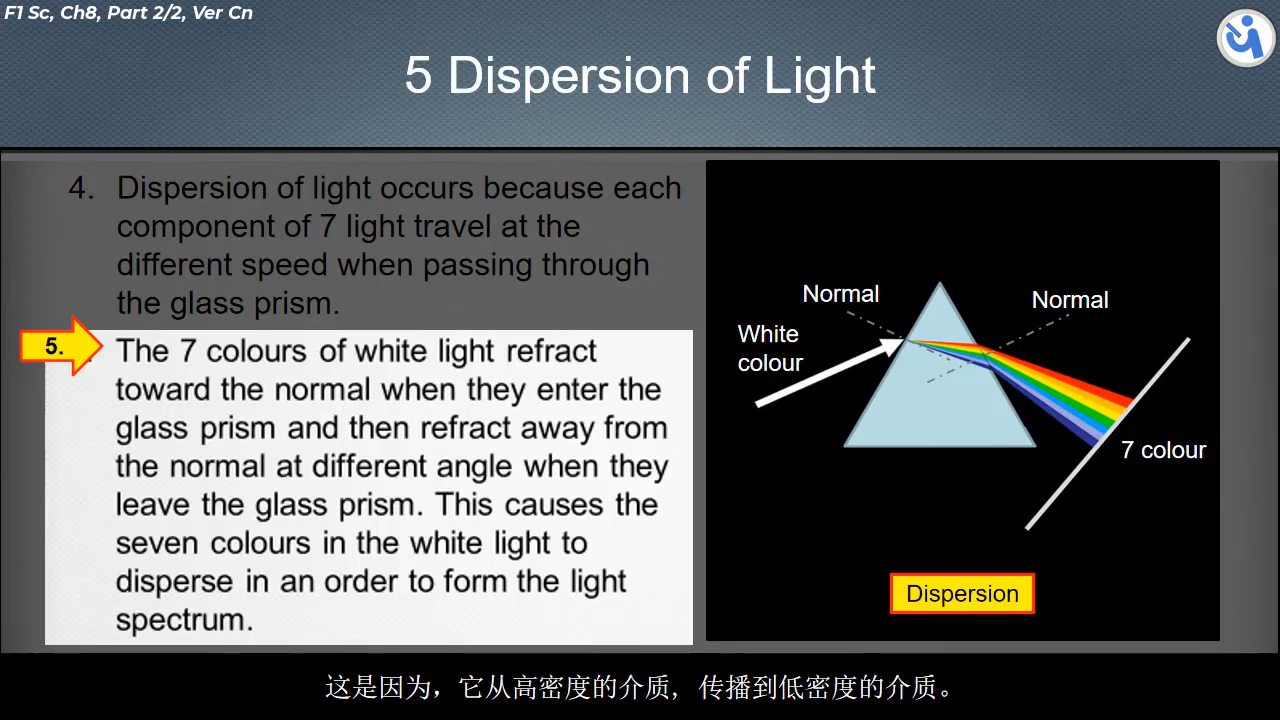 F1 Sc, Ch8, Part 2/2, Ver Cn
5 Dispersion of Light
4. Dispersion of light occurs because each
component of 7 light travel at the
different speed when passing through
the glass prism.
5. The 7 colours of white light refract
toward the normal when they enter the
glass prism and then refract away from
the normal at different angle when they
leave the glass prism. This causes the
seven colours in the white light to
disperse in an order to form the light
spectrum.
Normal
Normal
White
colour
7 colour
Dispersion
这是因为，它从高密度的介质，传播到低密度的介质。